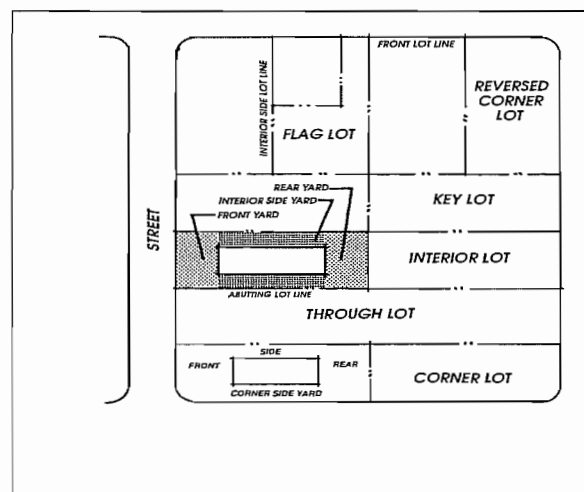 FRONT LOT LINE
INTERIOR SIDE LOT LINE
REVERSED
CORNER
LOT
FLAG LOT
REAR YARD
INTERIOR SIDE YARD
FRONT YARD
KEY LOT
STREET
INTERIOR LOT
ABUTTING LOT LINE
THROUGH LOT
SIDE
FRONT
REAR
CORNER SIDE YARD
CORNER LOT